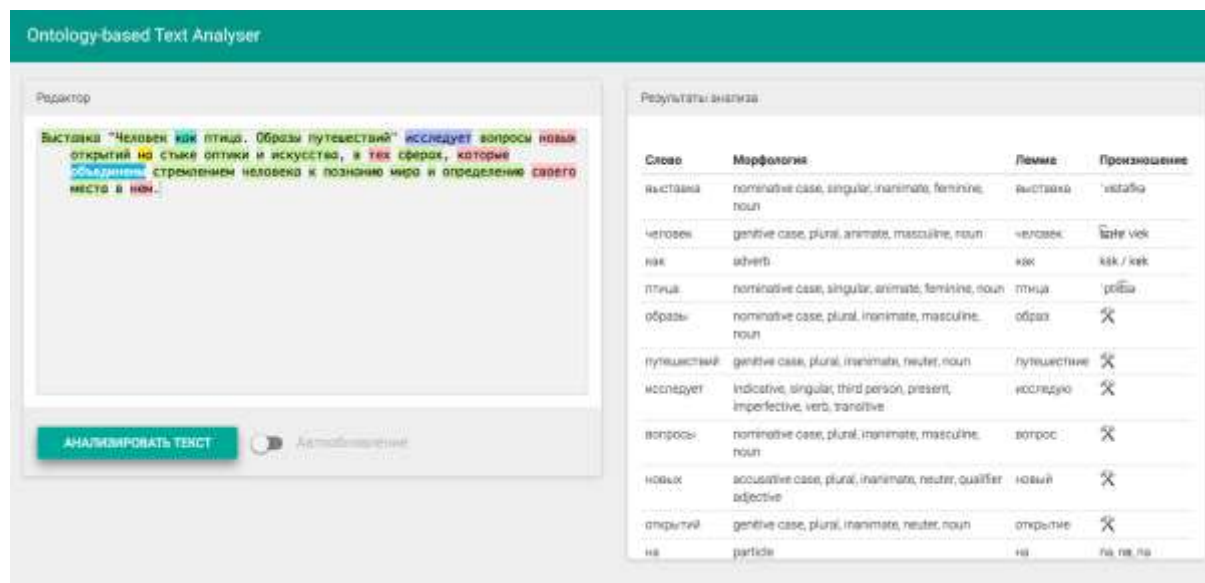 Ontology-based Text Analyser
Редактор
Выставка "Человек как птица. Образы путешествий" исследует вопросы новых
открытий на стыке оптики и искусства, в тех сферах, которые
объединены стремлением человека к познанию мира и определению своего
места в нем.
АНАЛИЗИРОВАТЬ ТЕКСТ Автообновление
Результаты анализа
Слово Морфология Лемма Произношение
выставка nominative case, singular, inanimate, feminine, выставка
noun
человек genitive case, plural, animate, masculine, noun человек
как adverb как kak / kək
птица nominative case, singular, animate, feminine, noun птица
образы nominative case, plural, inanimate, masculine, образ
noun
путешествий genitive case, plural, inanimate, neuter, noun путешествие
исследует indicative, singular, third person, present, исследую
imperfective, verb, transitive
вопросы nominative case, plural, inanimate, masculine, вопрос
noun
новых accusative case, plural, inanimate, neuter, qualifier новый
adjective
открытий genitive case, plural, inanimate, neuter, noun открытие
на particle на na, nə, na